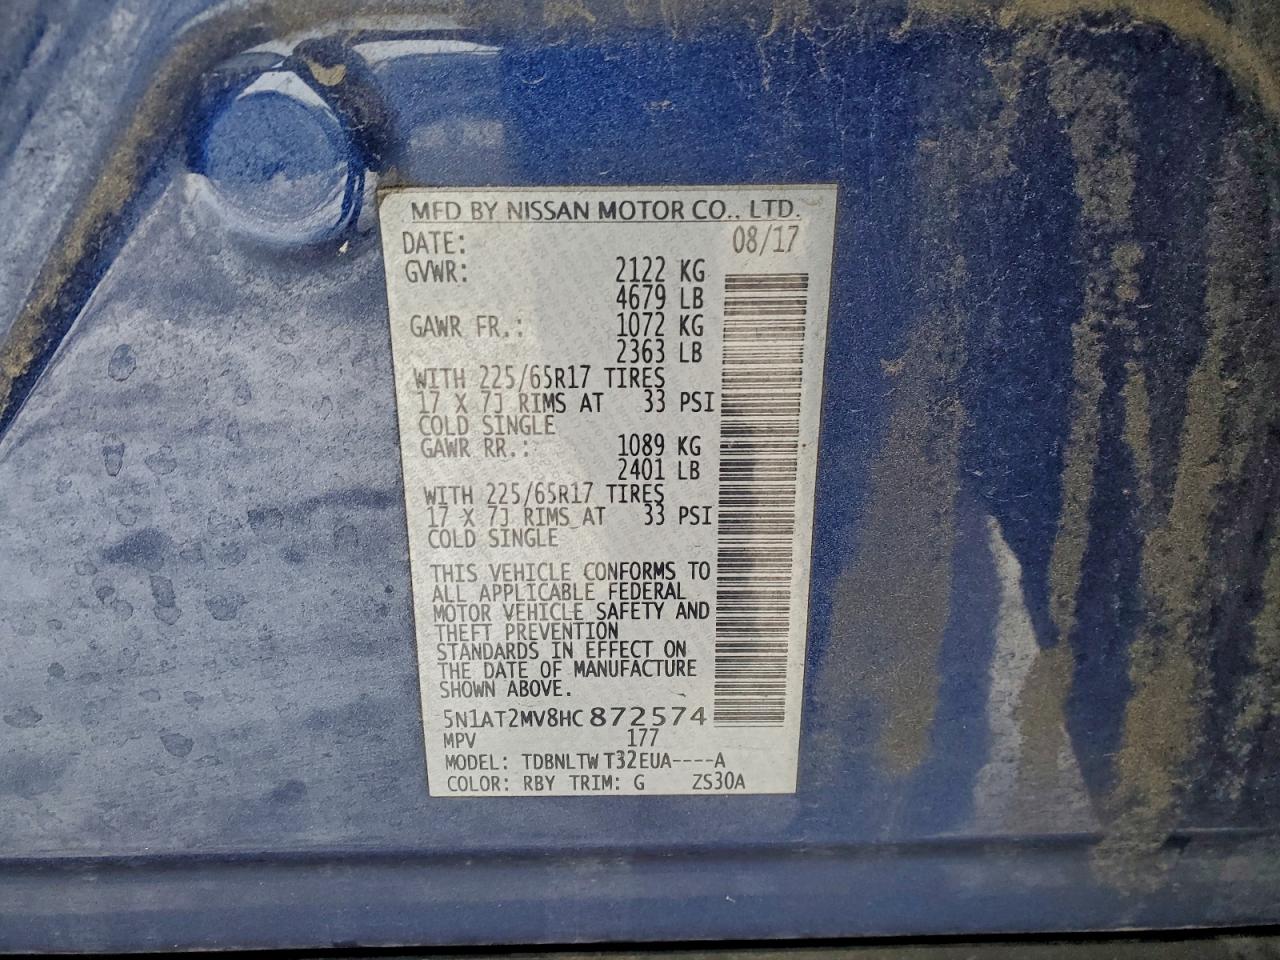 MFD BY NISSAN MOTOR CO., LTD.
DATE: 08/17
GVWR: 2122 KG
4679 LB
GAWR FR.: 1072 KG
2363 LB
WITH 225/65R17 TIRES
17 X 7J RIMS AT 33 PSI
COLD SINGLE
GAWR RR.: 1089 KG
2401 LB
WITH 225/65R17 TIRES
17 X 7J RIMS AT 33 PSI
COLD SINGLE
THIS VEHICLE CONFORMS TO
ALL APPLICABLE FEDERAL
MOTOR VEHICLE SAFETY AND
THEFT PREVENTION
STANDARDS IN EFFECT ON
THE DATE OF MANUFACTURE
SHOWN ABOVE.
5N1AT2MV8HC872574
MPV 177
MODEL: TDBNLTWT32EUA----A
COLOR: RBY TRIM: G ZS30A